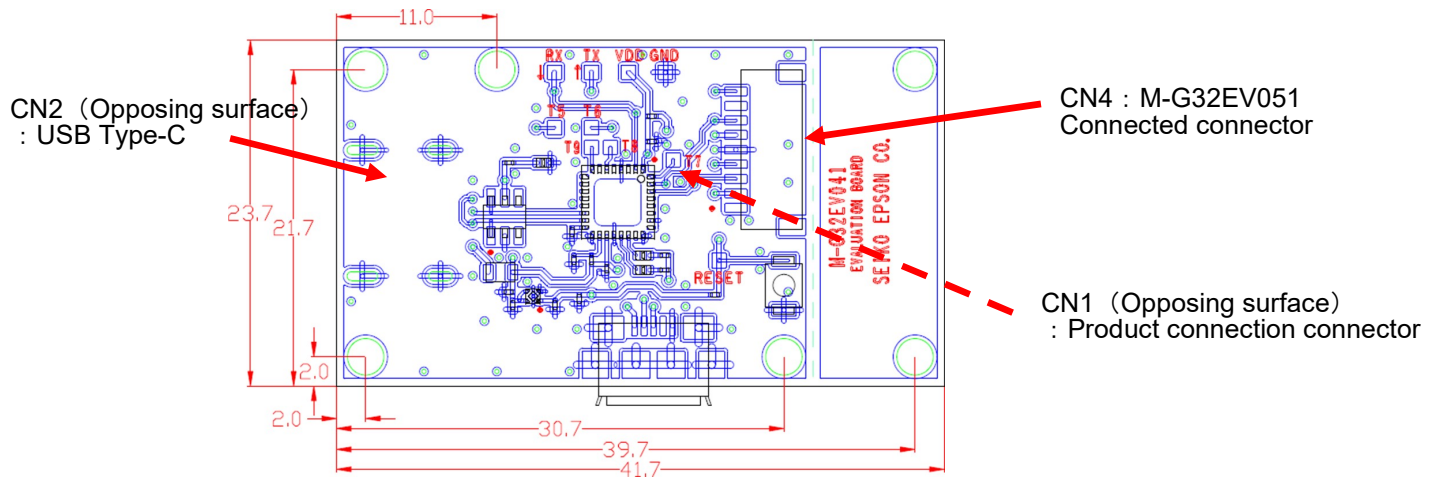 11.0
RX TX VDD GND
CN2（Opposing surface）
：USB Type-C
CN4：M-G32EV051
Connected connector
T5 T6
T9 T8
T7
23.7
21.7
M-G32EV041
EVALUATION BOARD
SEIKO EPSON CO.
RESET
CN1（Opposing surface）
：Product connection connector
2.0
2.0
30.7
39.7
41.7